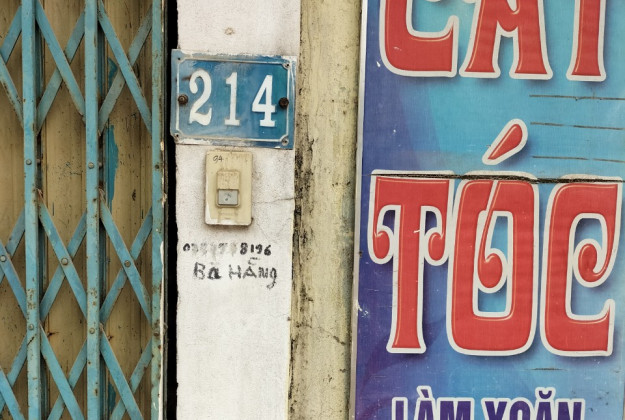 214
BÀ HẰNG
CẮT
TÓC
LÀM XOĂN